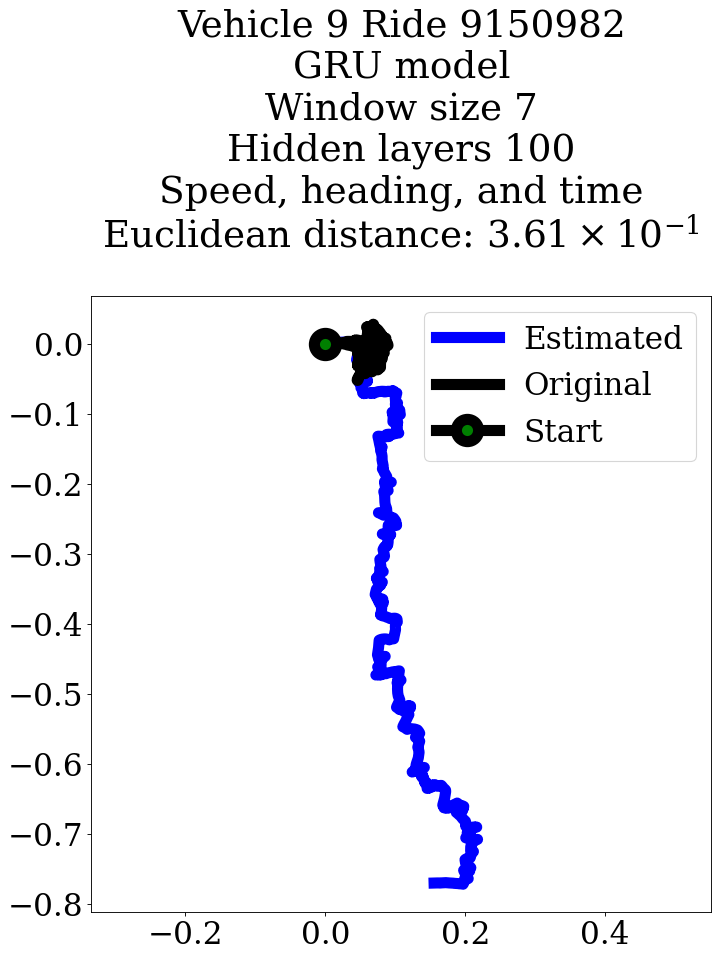 Vehicle 9 Ride 9150982
GRU model
Window size 7
Hidden layers 100
Speed, heading, and time
Euclidean distance: 3.61 × 10⁻¹
Estimated
Original
Start
0.0
−0.1
−0.2
−0.3
−0.4
−0.5
−0.6
−0.7
−0.8
−0.2 0.0 0.2 0.4